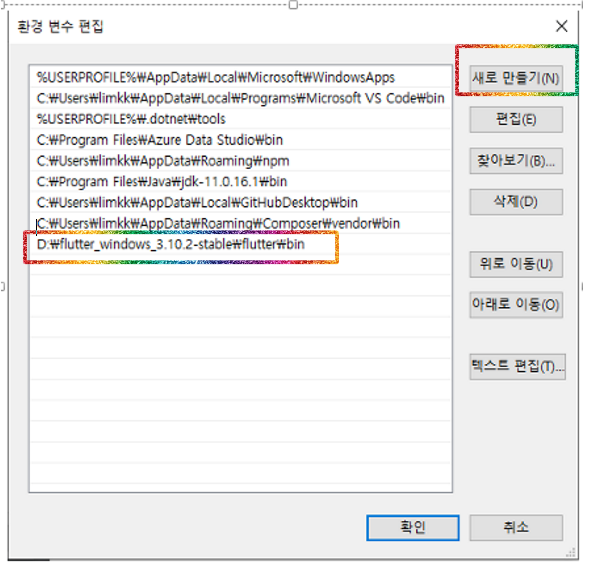 환경 변수 편집
%USERPROFILE%₩AppData₩Local₩Microsoft₩WindowsApps
C:₩Users₩limkk₩AppData₩Local₩Programs₩Microsoft VS Code₩bin
%USERPROFILE%₩.dotnet₩tools
C:₩Program Files₩Azure Data Studio₩bin
C:₩Users₩limkk₩AppData₩Roaming₩npm
C:₩Program Files₩Java₩jdk-11.0.16.1₩bin
C:₩Users₩limkk₩AppData₩Local₩GitHubDesktop₩bin
C:₩Users₩limkk₩AppData₩Roaming₩Composer₩vendor₩bin
D:₩flutter_windows_3.10.2-stable₩flutter₩bin
새로 만들기(N)
편집(E)
찾아보기(B)...
삭제(D)
위로 이동(U)
아래로 이동(O)
텍스트 편집(T)...
확인
취소